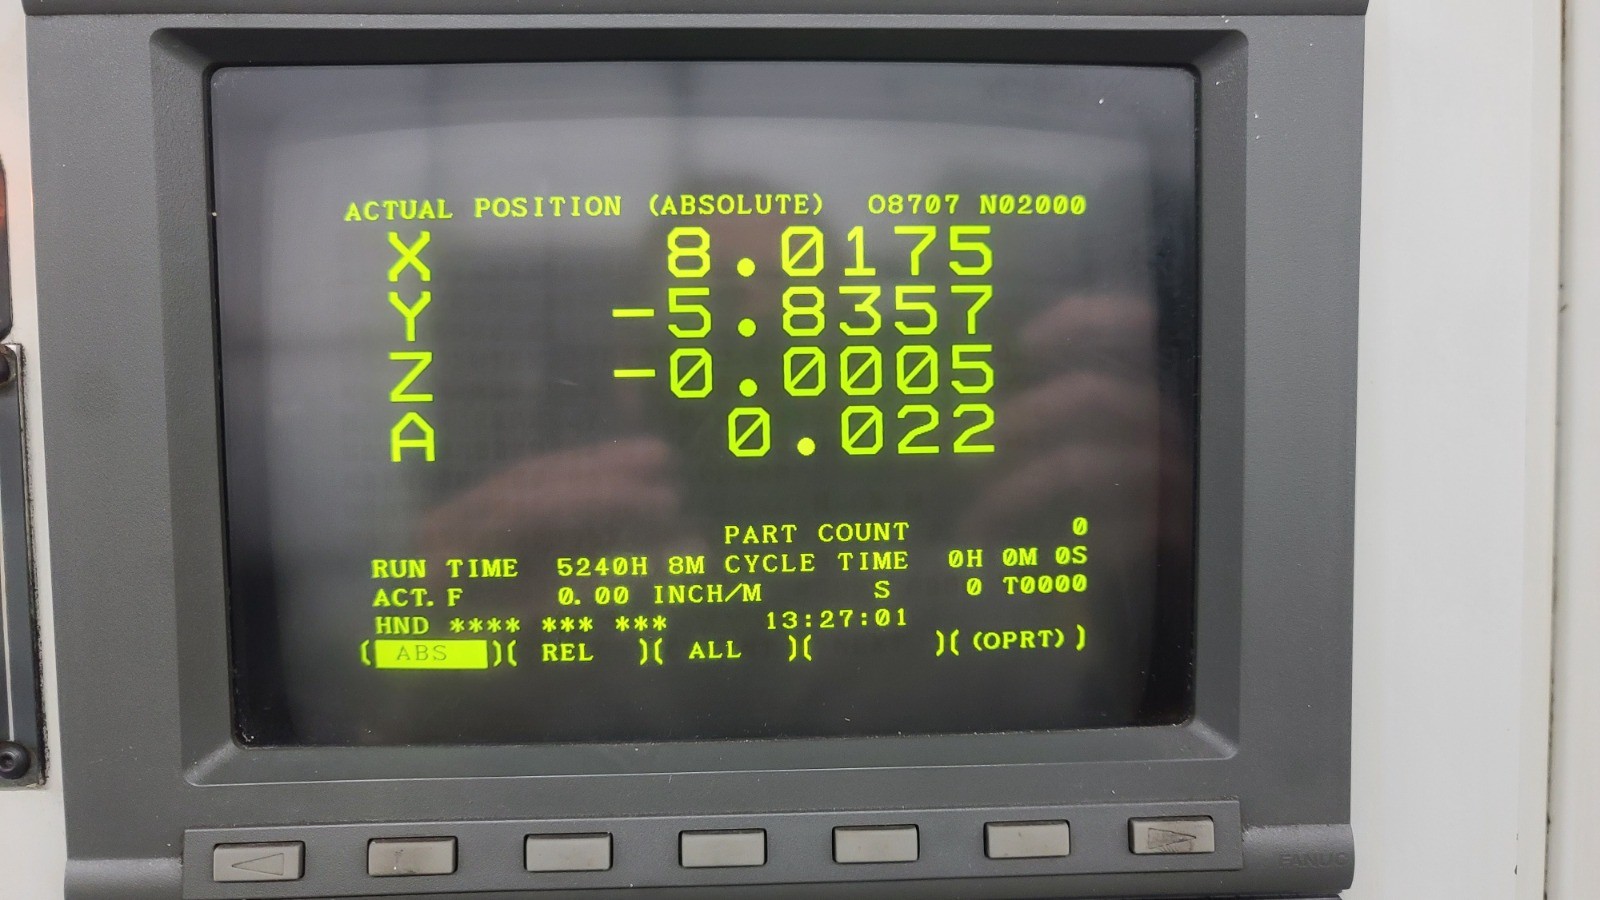 ACTUAL POSITION (ABSOLUTE) O8707 N02000
X 8.0175
Y -5.8357
Z -0.0005
A 0.022
PART COUNT 0
RUN TIME 5240H 8M CYCLE TIME 0H 0M 0S
ACT. F 0.00 INCH/M S 0 T0000
HND **** *** *** 13:27:01
( ABS )( REL )( ALL )( )( (OPRT) )
FANUC